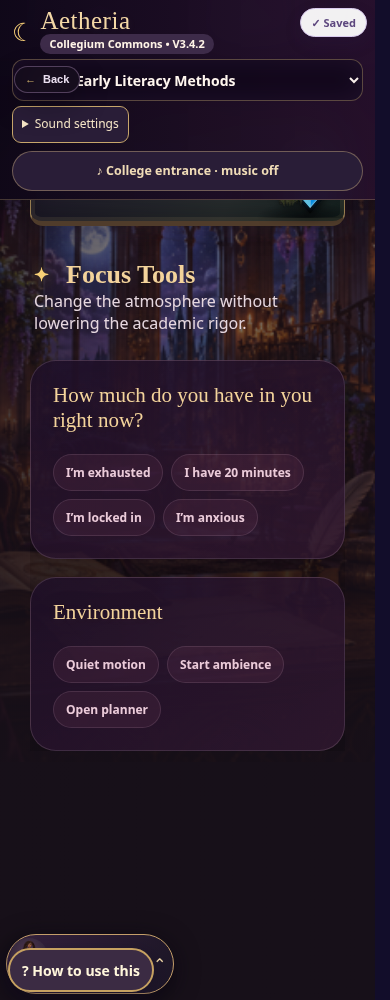 Aetheria
Collegium Commons • V3.4.2
✓ Saved
← Back
Early Literacy Methods
▶ Sound settings
♪ College entrance · music off
✦ Focus Tools
Change the atmosphere without
lowering the academic rigor.
How much do you have in you
right now?
I’m exhausted
I have 20 minutes
I’m locked in
I’m anxious
Environment
Quiet motion
Start ambience
Open planner
? How to use this